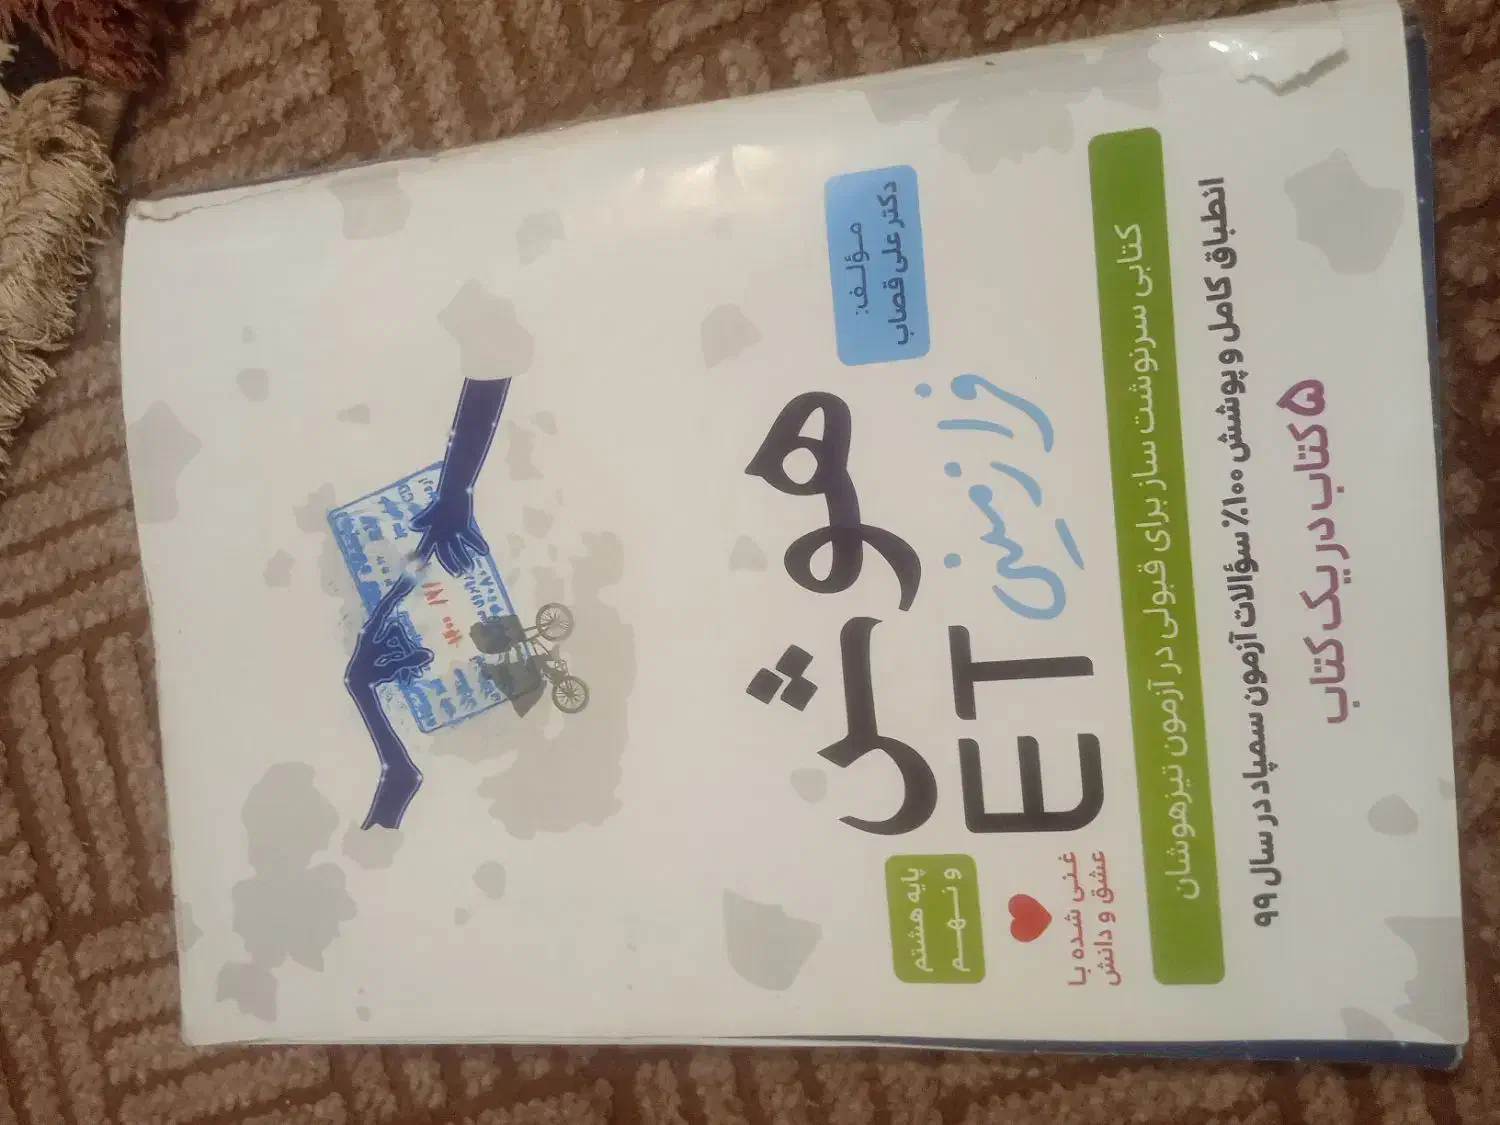 هوش
فرازمینی
ET
مؤلف:
دکتر علی قصاب
پایه هشتم
و نهم
غنی شده با
عشق و دانش
کتابی سرنوشت ساز برای قبولی در آزمون تیزهوشان
انطباق کامل و پوشش ۱۰۰٪ سؤالات آزمون سمپاد در سال ۹۹
۵ کتاب در یک کتاب